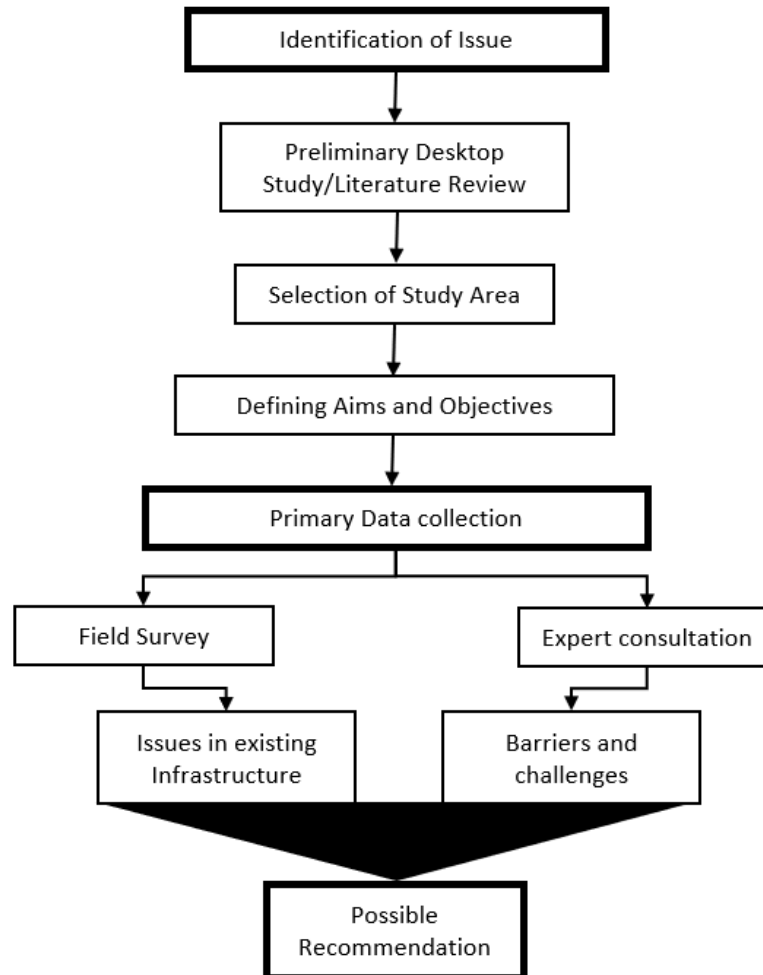 Identification of Issue
Preliminary Desktop
Study/Literature Review
Selection of Study Area
Defining Aims and Objectives
Primary Data collection
Field Survey
Expert consultation
Issues in existing
Infrastructure
Barriers and
challenges
Possible
Recommendation